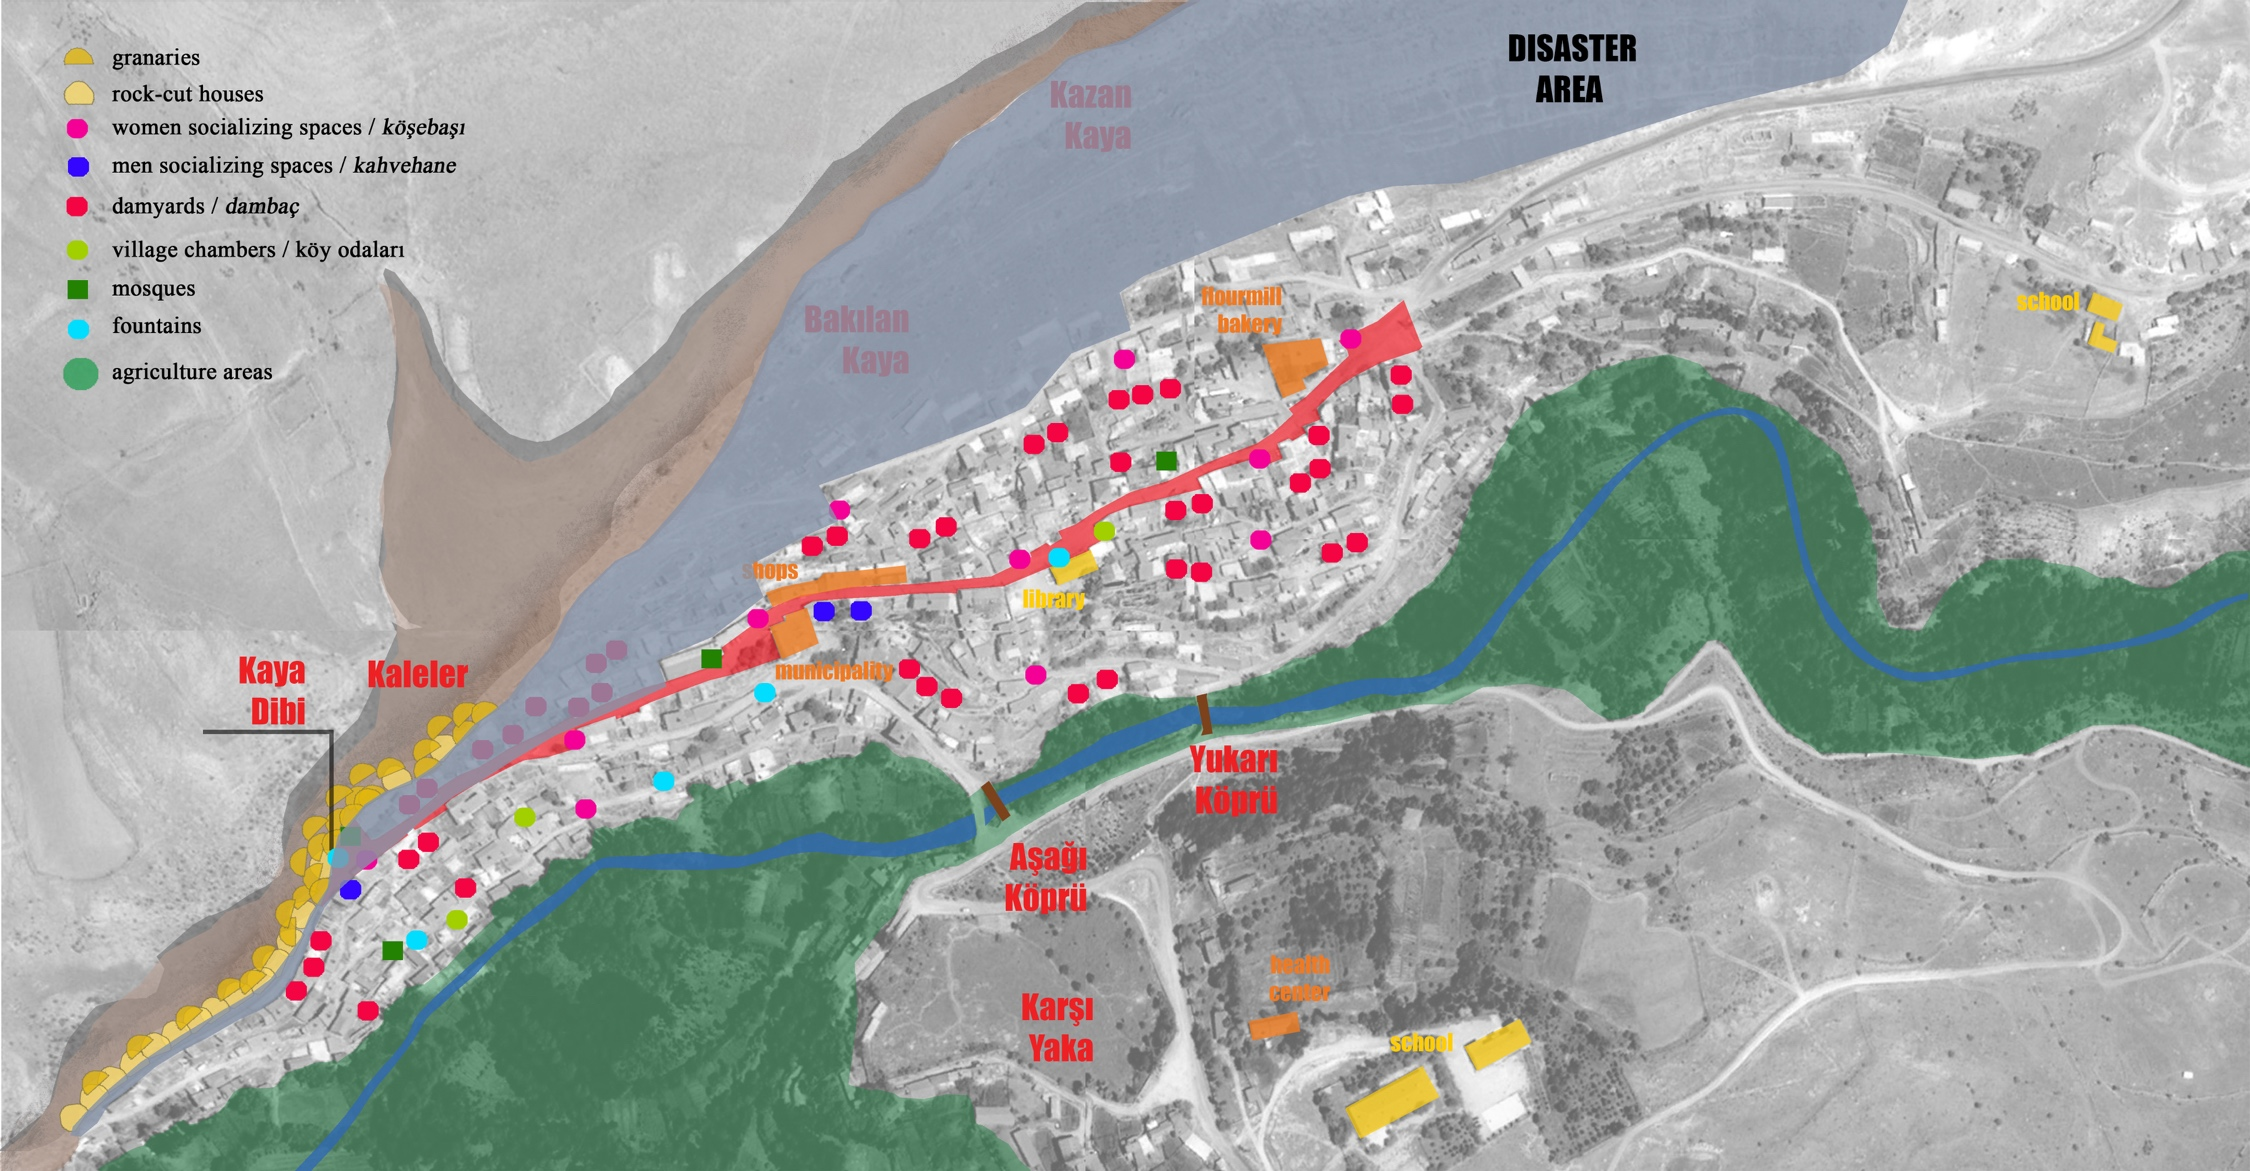 granaries
rock-cut houses
women socializing spaces / köşebaşı
men socializing spaces / kahvehane
damyards / dambaç
village chambers / köy odaları
mosques
fountains
agriculture areas
DISASTER
AREA
Kazan
Kaya
Bakılan
Kaya
flourmill
bakery
school
shops
library
municipality
Kaya
Dibi
Kaleler
Yukarı
Köprü
Aşağı
Köprü
health
center
Karşı
Yaka
school